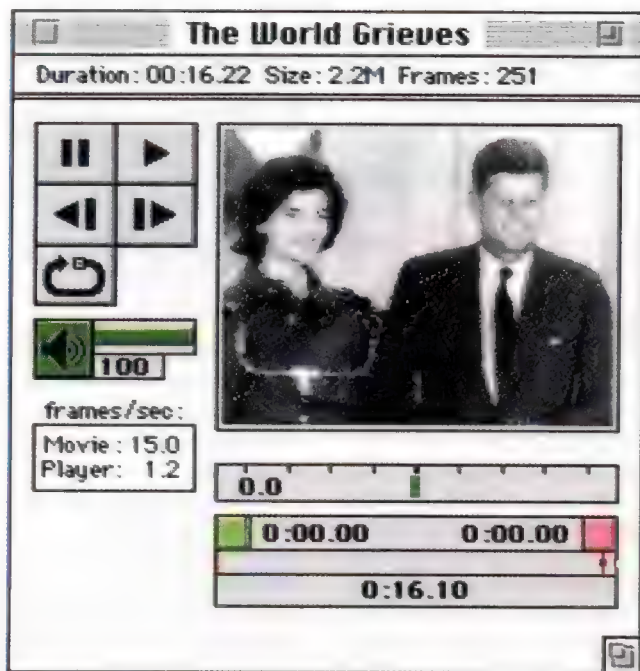 The World Grieves
Duration: 00:16.22 Size: 2.2M Frames: 251
100
frames/sec:
Movie: 15.0
Player: 1.2
0.0
0:00.00 0:00.00
0:16.10